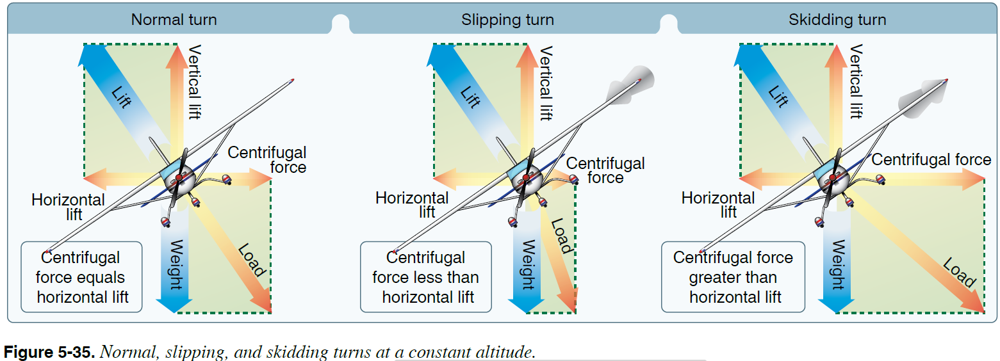 Normal turn
Lift
Vertical lift
Centrifugal
force
Horizontal
lift
Weight
Load
Centrifugal
force equals
horizontal lift
Slipping turn
Lift
Vertical lift
Centrifugal
force
Horizontal
lift
Weight
Load
Centrifugal
force less than
horizontal lift
Skidding turn
Lift
Vertical lift
Centrifugal force
Horizontal
lift
Weight
Load
Centrifugal force
greater than
horizontal lift
Figure 5-35. Normal, slipping, and skidding turns at a constant altitude.